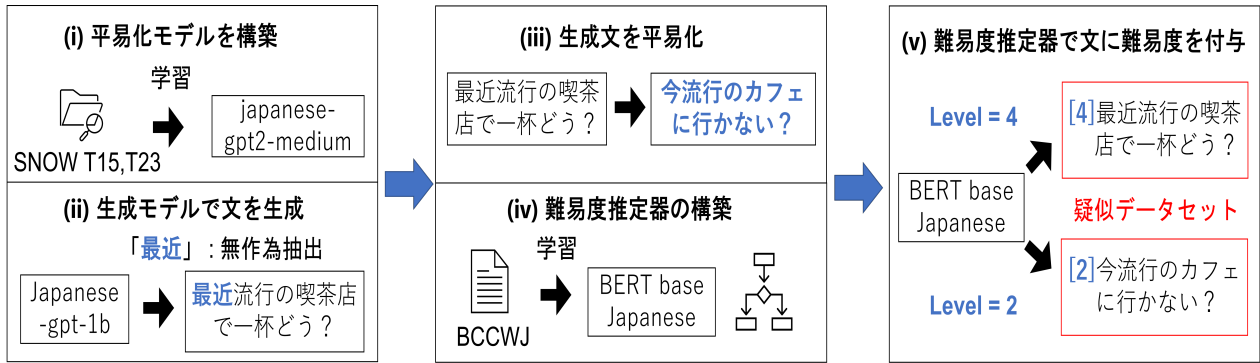 (i) 平易化モデルを構築
学習
japanese-
gpt2-medium
SNOW T15,T23
(ii) 生成モデルで文を生成
「最近」 : 無作為抽出
Japanese
-gpt-1b
最近流行の喫茶店
で一杯どう？
(iii) 生成文を平易化
最近流行の喫茶
店で一杯どう？
今流行のカフェ
に行かない？
(iv) 難易度推定器の構築
学習
BCCWJ
BERT base
Japanese
(v) 難易度推定器で文に難易度を付与
Level = 4
[4]最近流行の喫茶
店で一杯どう？
BERT base
Japanese
疑似データセット
Level = 2
[2]今流行のカフェ
に行かない？